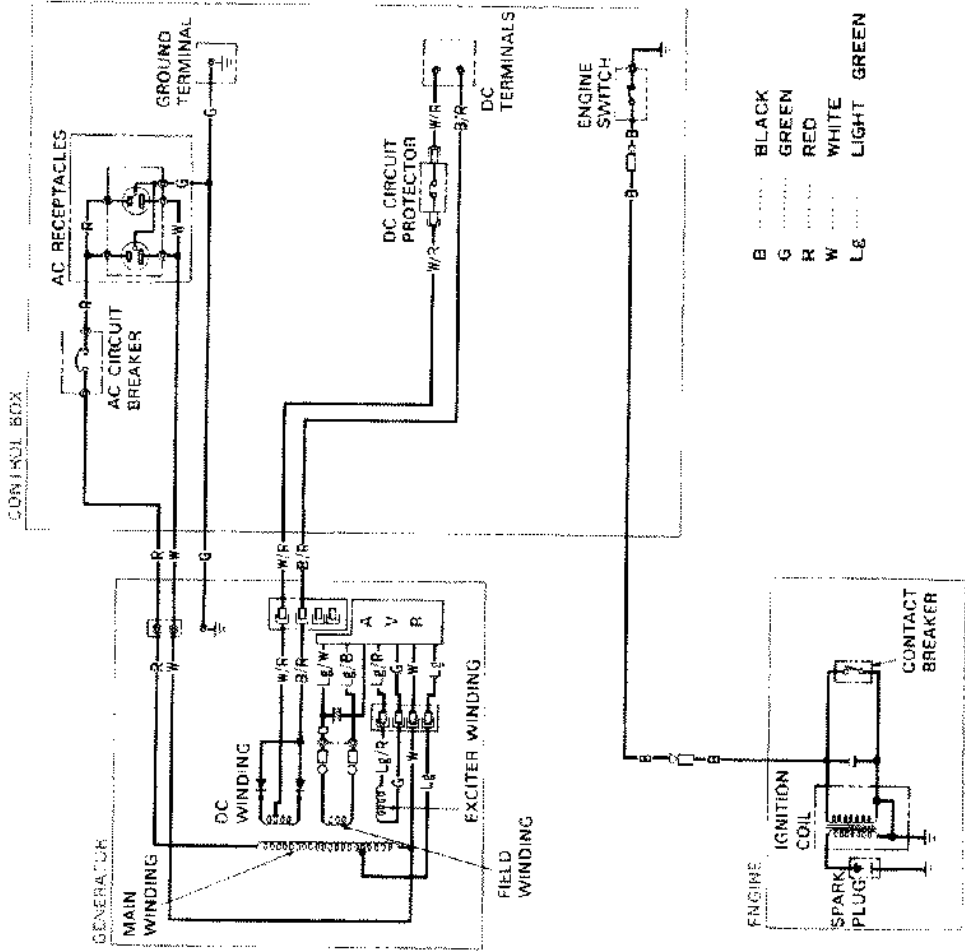 CONTROL BOX
AC RECEPTACLES
GROUND
TERMINAL
AC CIRCUIT
BREAKER
R
R
W
G
G
DC CIRCUIT
PROTECTOR
W/R
W/R
B/R
DC
TERMINALS
ENGINE
SWITCH
B
B
R
W
G
W/R
B/R
GENERATOR
MAIN
WINDING
R
W
DC
WINDING
W/R
B/R
Lg/W
Lg/B
Lg/R
G
W
Lg
A V R
Lg/R
G
W
Lg
FIELD
WINDING
EXCITER WINDING
B
B
ENGINE
SPARK
PLUG
IGNITION
COIL
CONTACT
BREAKER
B ........ BLACK
G ........ GREEN
R ........ RED
W ........ WHITE
Lg ........ LIGHT GREEN